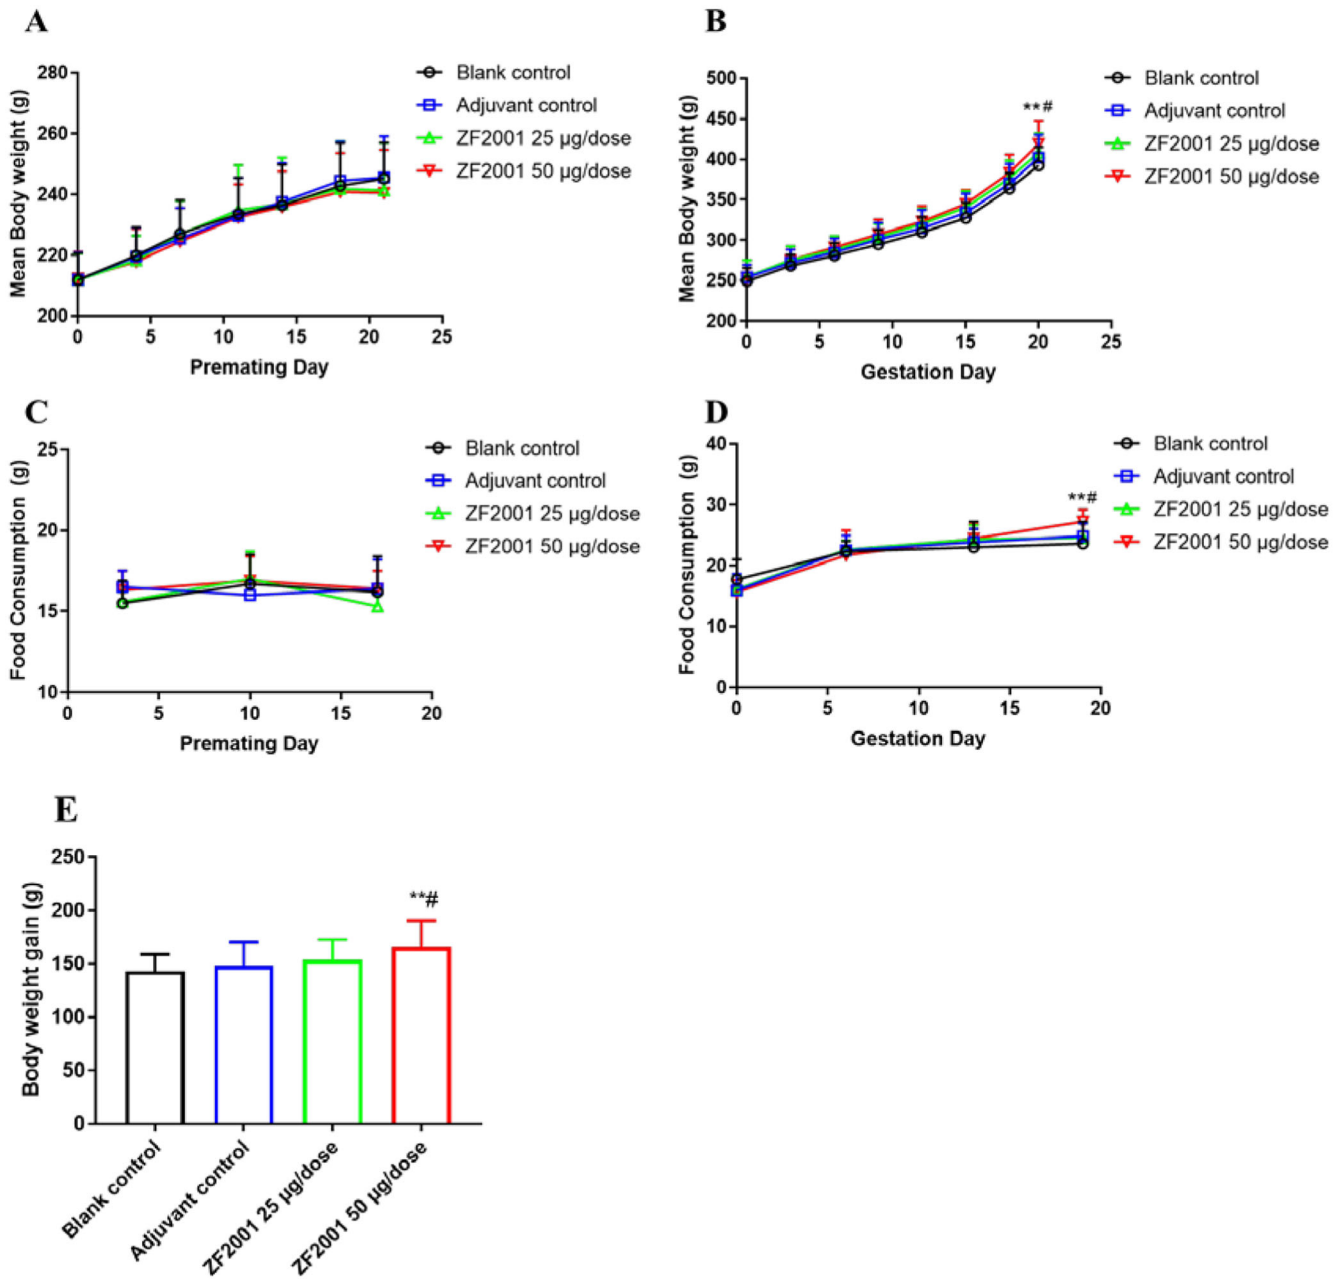 A
280
260
240
220
200
Mean Body weight (g)
0 5 10 15 20 25
Premating Day
Blank control
Adjuvant control
ZF2001 25 µg/dose
ZF2001 50 µg/dose
B
500
450
400
350
300
250
200
Mean Body weight (g)
**#
0 5 10 15 20 25
Gestation Day
Blank control
Adjuvant control
ZF2001 25 µg/dose
ZF2001 50 µg/dose
C
25
20
15
10
Food Consumption (g)
0 5 10 15 20
Premating Day
Blank control
Adjuvant control
ZF2001 25 µg/dose
ZF2001 50 µg/dose
D
40
30
20
10
0
Food Consumption (g)
**#
0 5 10 15 20
Gestation Day
Blank control
Adjuvant control
ZF2001 25 µg/dose
ZF2001 50 µg/dose
E
250
200
150
100
50
0
Body weight gain (g)
**#
Blank control
Adjuvant control
ZF2001 25 µg/dose
ZF2001 50 µg/dose